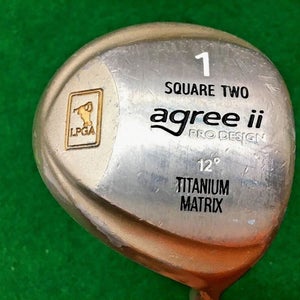 1
SQUARE TWO
agree ii
PRO DESIGN
LPGA
12°
TITANIUM
MATRIX